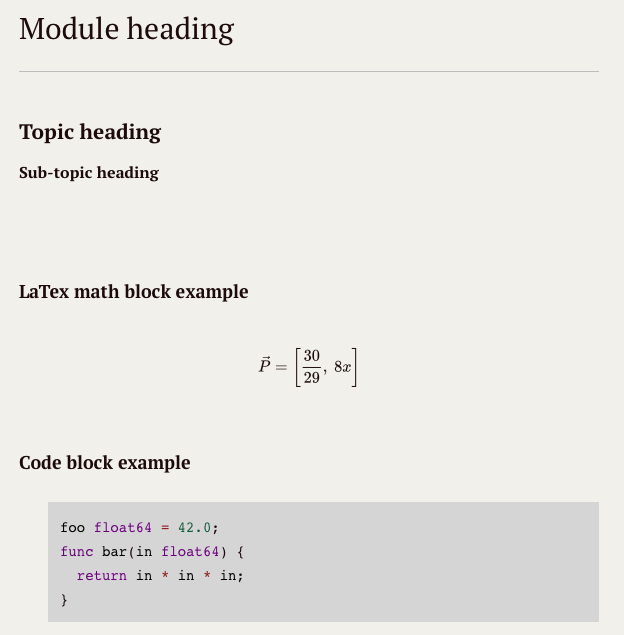 Module heading
Topic heading
Sub-topic heading
LaTex math block example
$\vec{P} = \left[ \frac{30}{29}, \; 8x \right]$
Code block example
foo float64 = 42.0;
func bar(in float64) {
  return in * in * in;
}